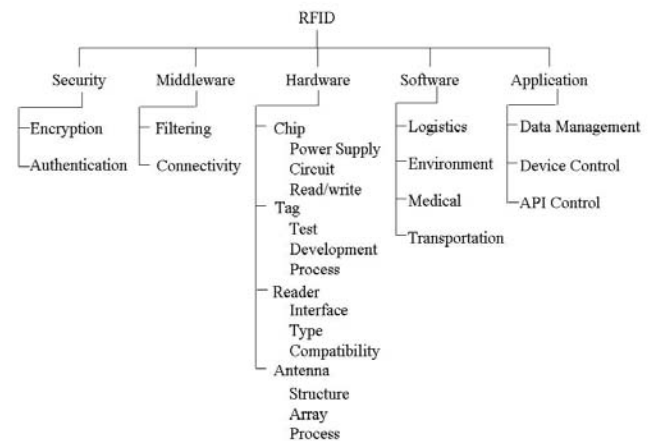 RFID
Security Middleware Hardware Software Application
Encryption
Authentication
Filtering
Connectivity
Chip
Power Supply
Circuit
Read/write
Tag
Test
Development
Process
Reader
Interface
Type
Compatibility
Antenna
Structure
Array
Process
Logistics
Environment
Medical
Transportation
Data Management
Device Control
API Control